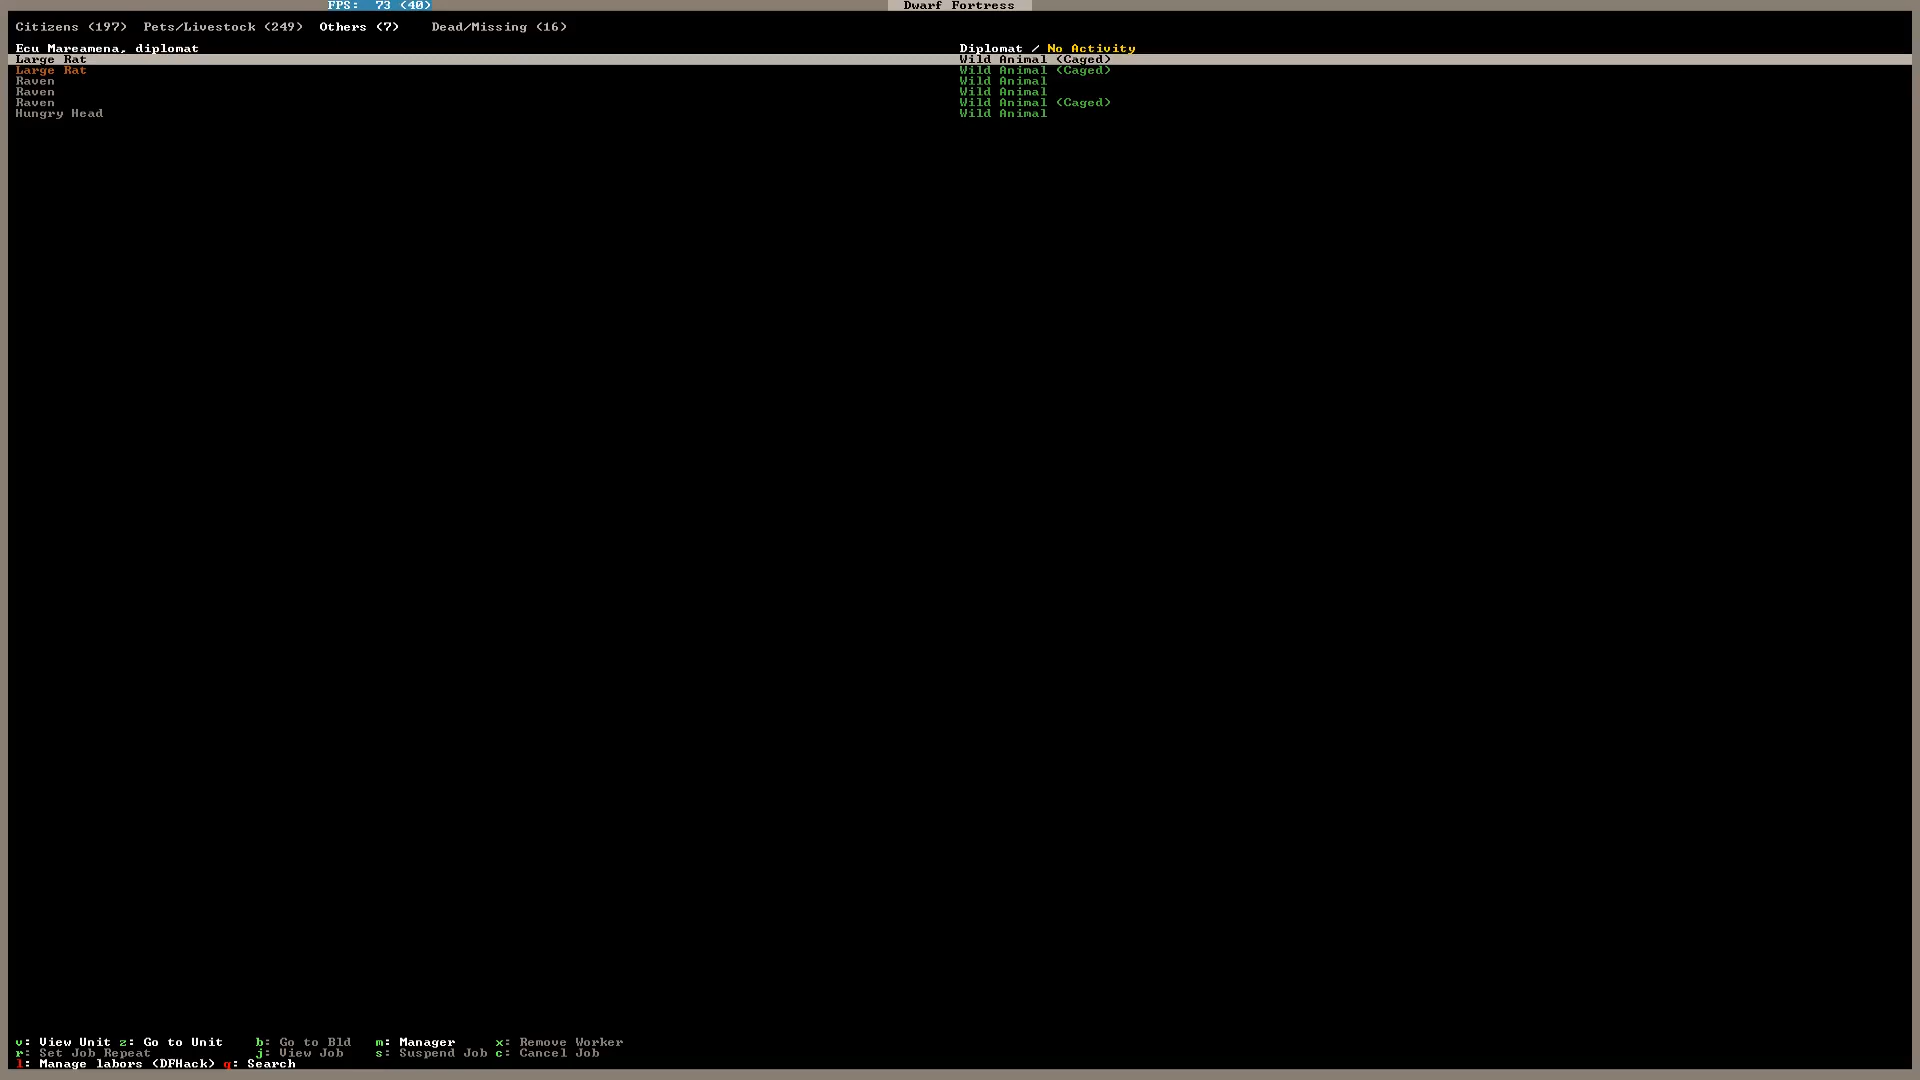 FPS: 73 (40) Dwarf Fortress
Citizens (197) Pets/Livestock (249) Others (7) Dead/Missing (16)
Ecu Mareamena, diplomat Diplomat / No Activity
Large Rat Wild Animal (Caged)
Large Rat Wild Animal (Caged)
Raven Wild Animal
Raven Wild Animal
Raven Wild Animal (Caged)
Hungry Head Wild Animal
v: View Unit z: Go to Unit b: Go to Bld m: Manager x: Remove Worker
r: Set Job Repeat j: View Job s: Suspend Job c: Cancel Job
l: Manage labors (DFHack) q: Search